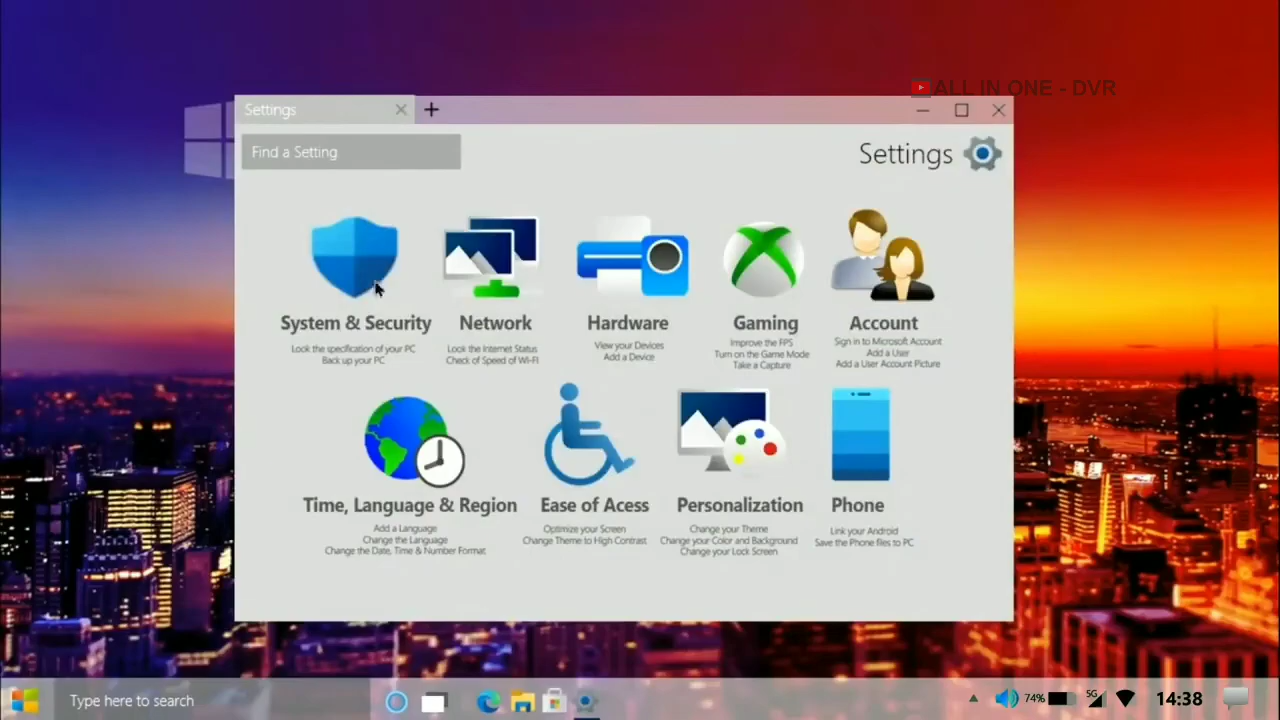 ALL IN ONE - DVR
Settings
Find a Setting
Settings
System & Security
Look the specification of your PC
Back up your PC
Network
Look the Internet Status
Check of Speed of Wi-Fi
Hardware
View your Devices
Add a Device
Gaming
Improve the FPS
Turn on the Game Mode
Take a Capture
Account
Sign in to Microsoft Account
Add a User
Add a User Account Picture
Time, Language & Region
Add a Language
Change the Language
Change the Date, Time & Number Format
Ease of Acess
Optimize your Screen
Change Theme to High Contrast
Personalization
Change your Theme
Change your Color and Background
Change your Lock Screen
Phone
Link your Android
Save the Phone files to PC
Type here to search
74%
5G
14:38